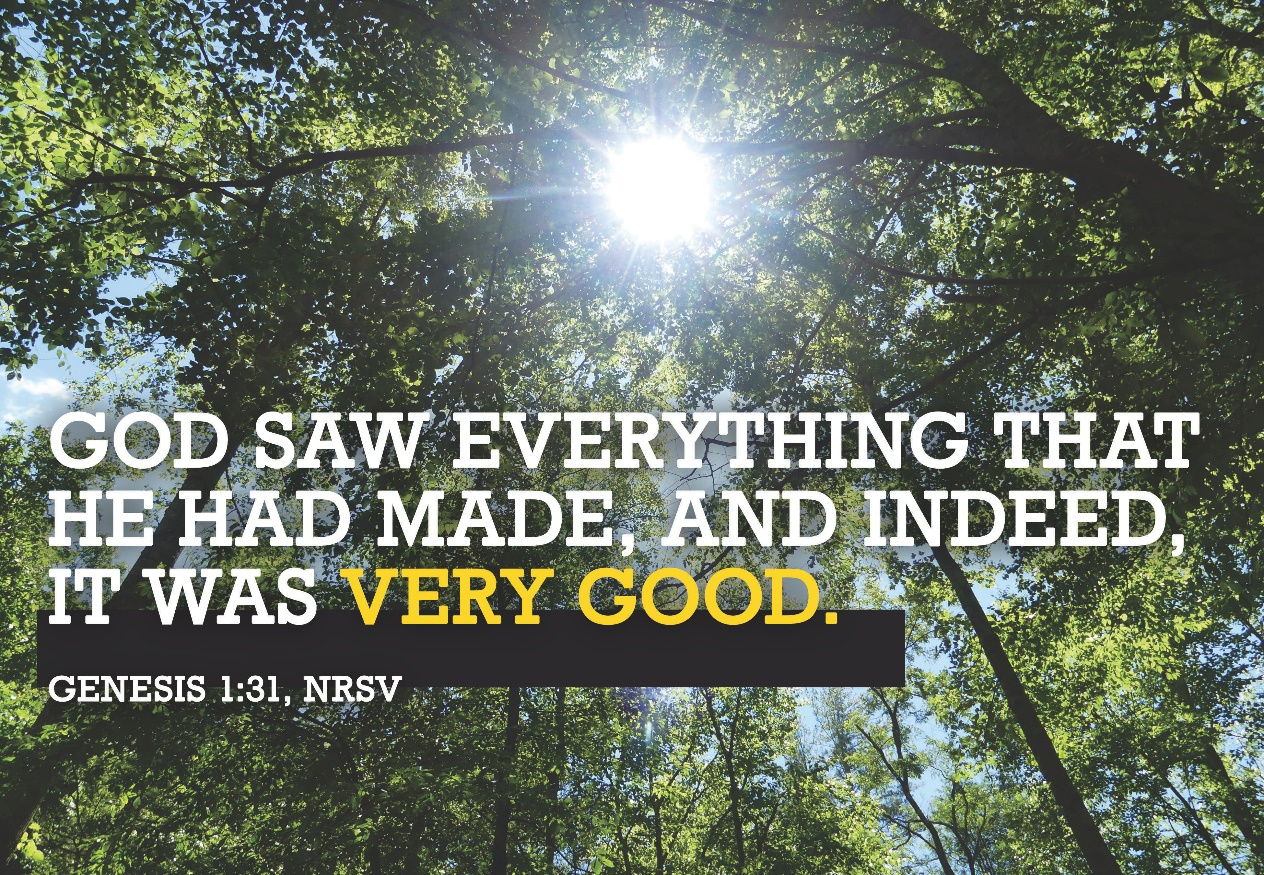 GOD SAW EVERYTHING THAT
HE HAD MADE, AND INDEED,
IT WAS VERY GOOD.
GENESIS 1:31, NRSV